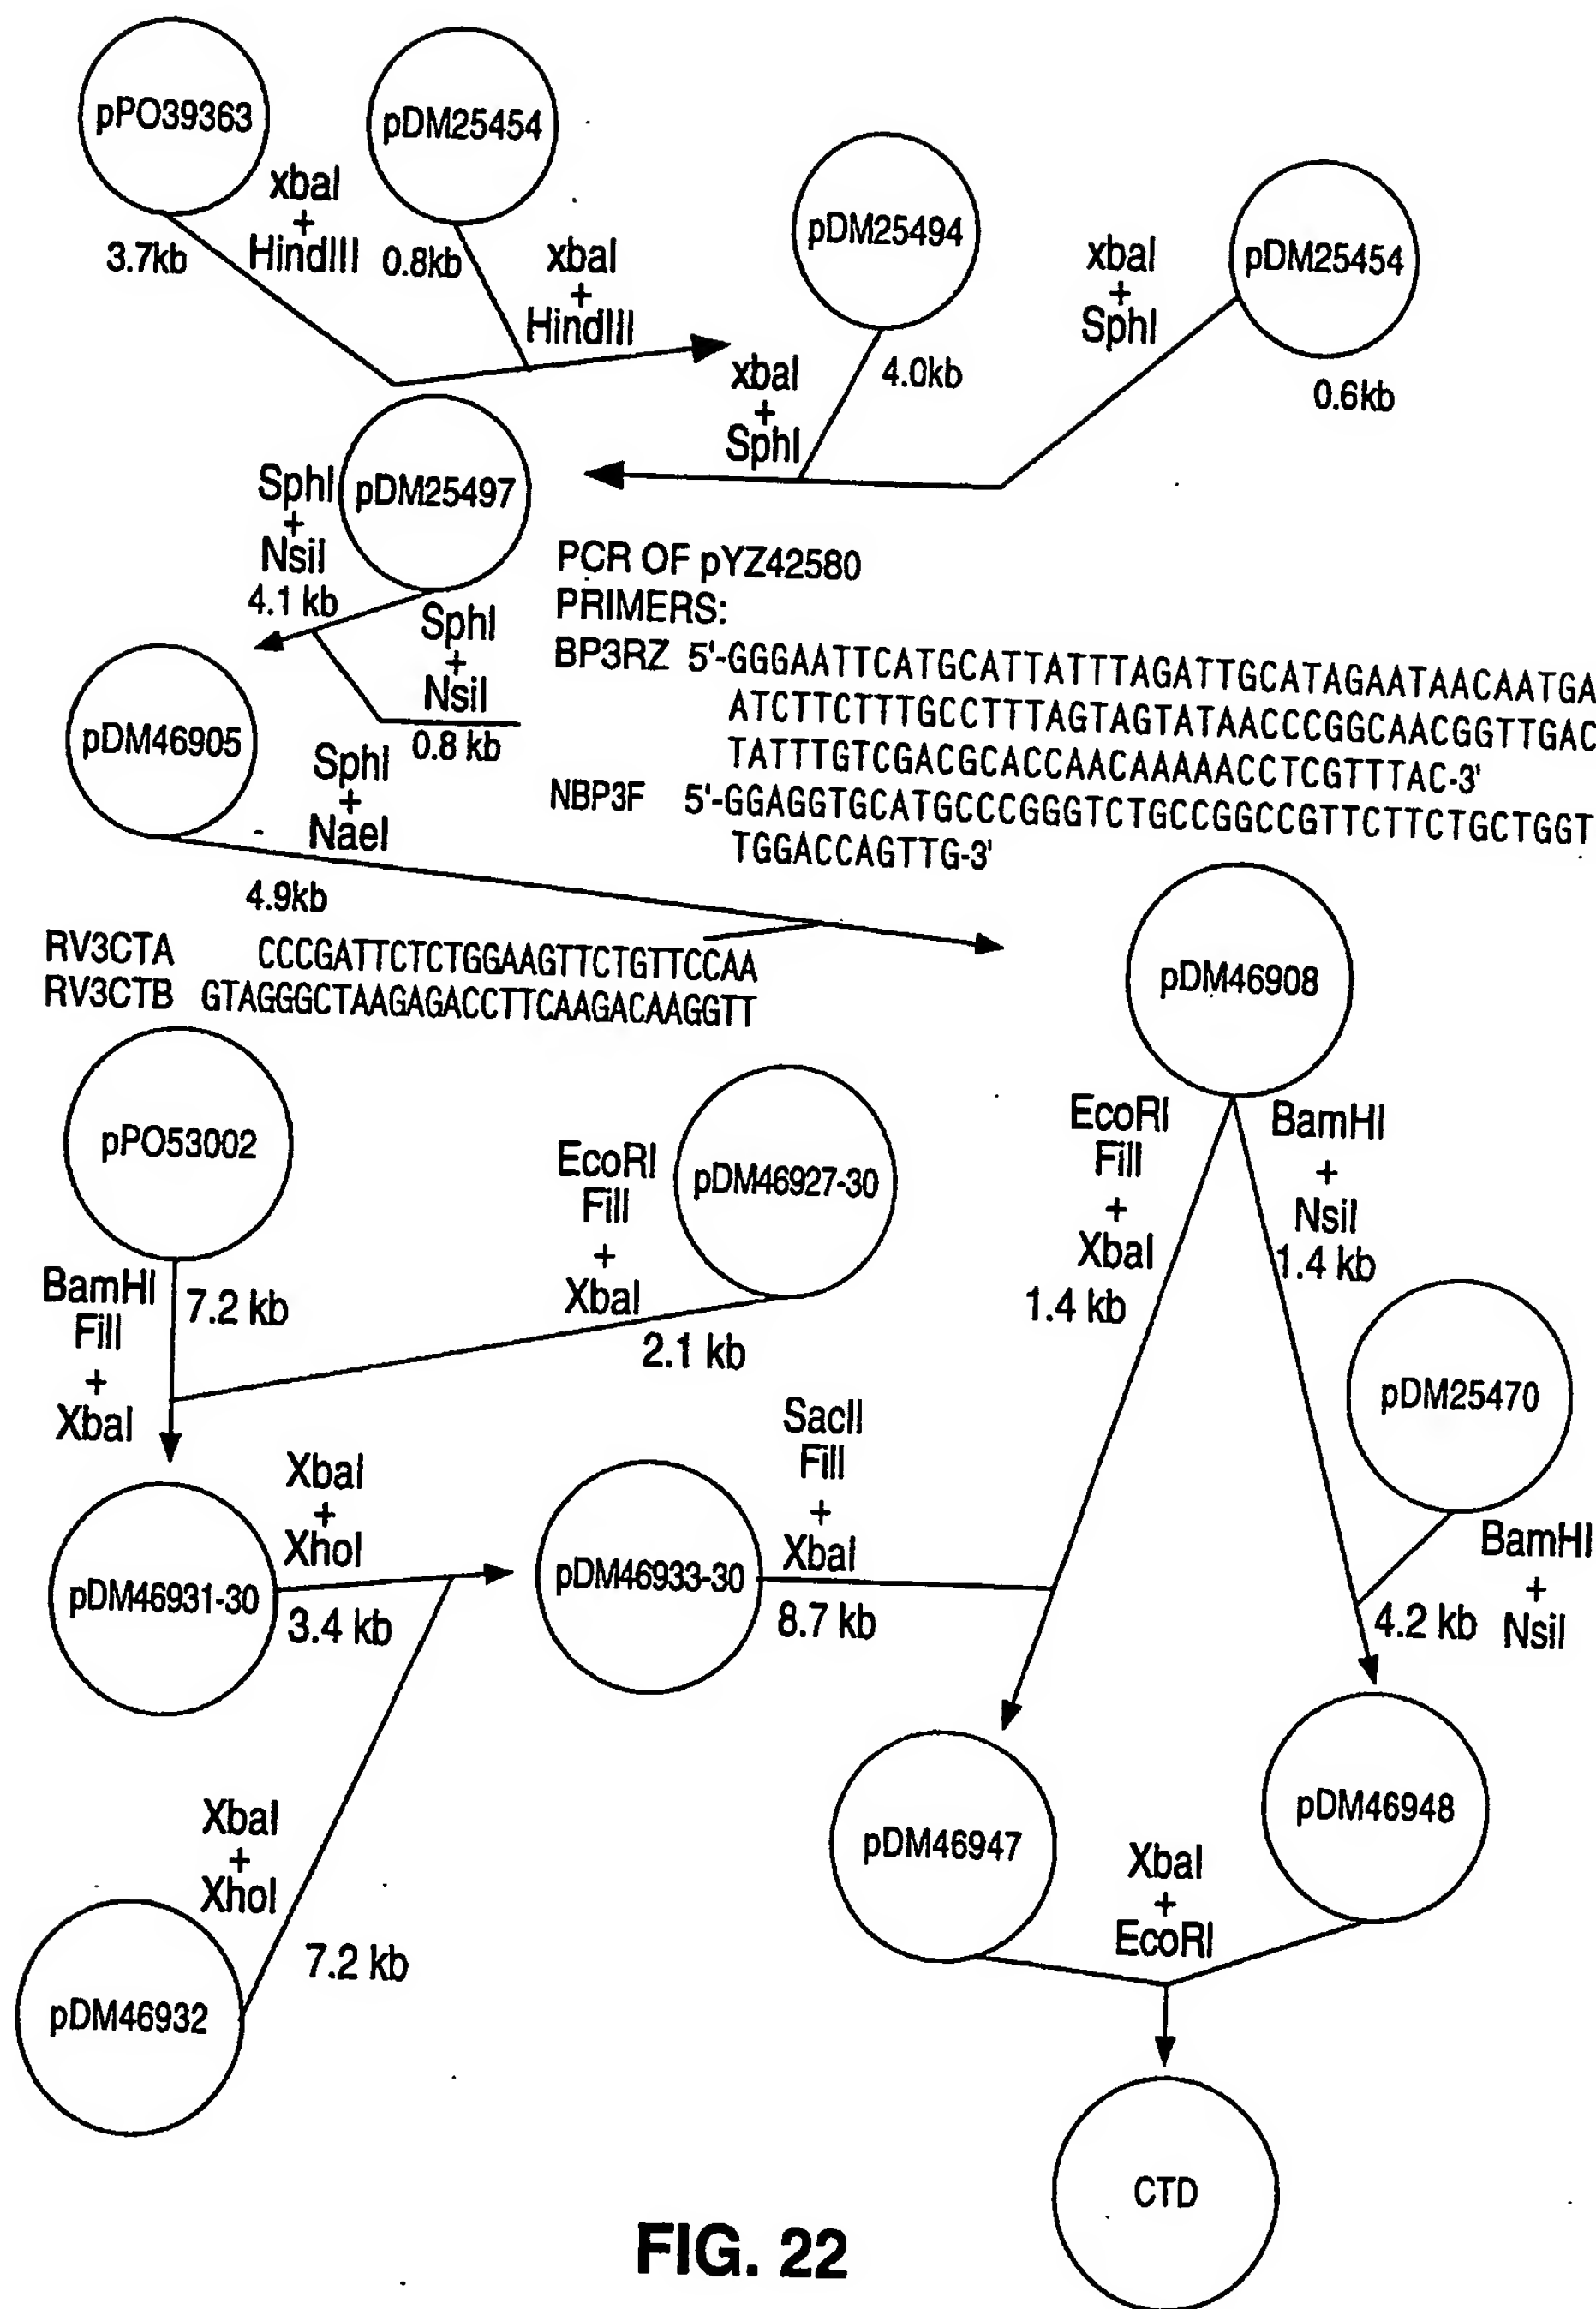 pPO39363
pDM25454
xbaI
+
HindIII
3.7kb
0.8kb
xbaI
+
HindIII
pDM25494
xbaI
+
SphI
pDM25454
xbaI
+
SphI
4.0kb
0.6kb
SphI
+
NsiI
4.1 kb
pDM25497
SphI
+
NsiI
0.8 kb
PCR OF pYZ42580
PRIMERS:
BP3RZ 5'-GGGAATTCATGCATTATTTAGATTGCATAGAATAACAATGA
ATCTTCTTTGCCTTTAGTAGTATAACCCGGCAACGGTTGAC
TATTTGTCGACGCACCAACAAAAACCTCGTTTAC-3'
NBP3F 5'-GGAGGTGCATGCCCGGGTCTGCCGGCCGTTCTTCTGCTGGT
TGGACCAGTTG-3'
pDM46905
SphI
+
NaeI
4.9kb
RV3CTA CCCGATTCTCTGGAAGTTCTGTTCCAA
RV3CTB GTAGGGCTAAGAGACCTTCAAGACAAGGTT
pDM46908
pPO53002
EcoRI
Fill
+
XbaI
pDM46927-30
EcoRI
Fill
+
XbaI
1.4 kb
BamHI
+
NsiI
1.4 kb
BamHI
Fill
+
XbaI
7.2 kb
2.1 kb
pDM25470
BamHI
+
NsiI
4.2 kb
pDM46931-30
XbaI
+
XhoI
3.4 kb
pDM46933-30
SacII
Fill
+
XbaI
8.7 kb
XbaI
+
XhoI
pDM46932
7.2 kb
pDM46947
XbaI
+
EcoRI
pDM46948
CTD
FIG. 22